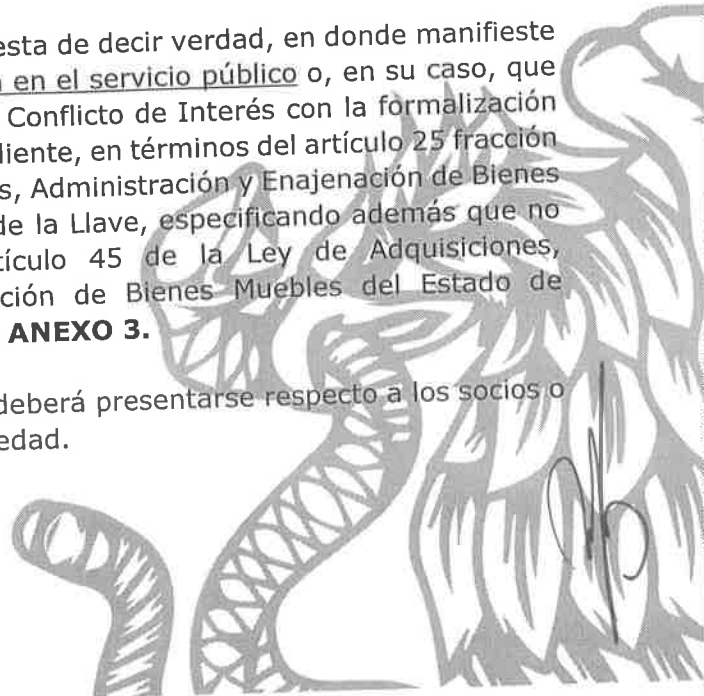 esta de decir verdad, en donde manifieste
en el servicio público o, en su caso, que
Conflicto de Interés con la formalización
diente, en términos del artículo 25 fracción
s, Administración y Enajenación de Bienes
de la Llave, especificando además que no
tículo 45 de la Ley de Adquisiciones,
ción de Bienes Muebles del Estado de
ANEXO 3.
deberá presentarse respecto a los socios o
edad.